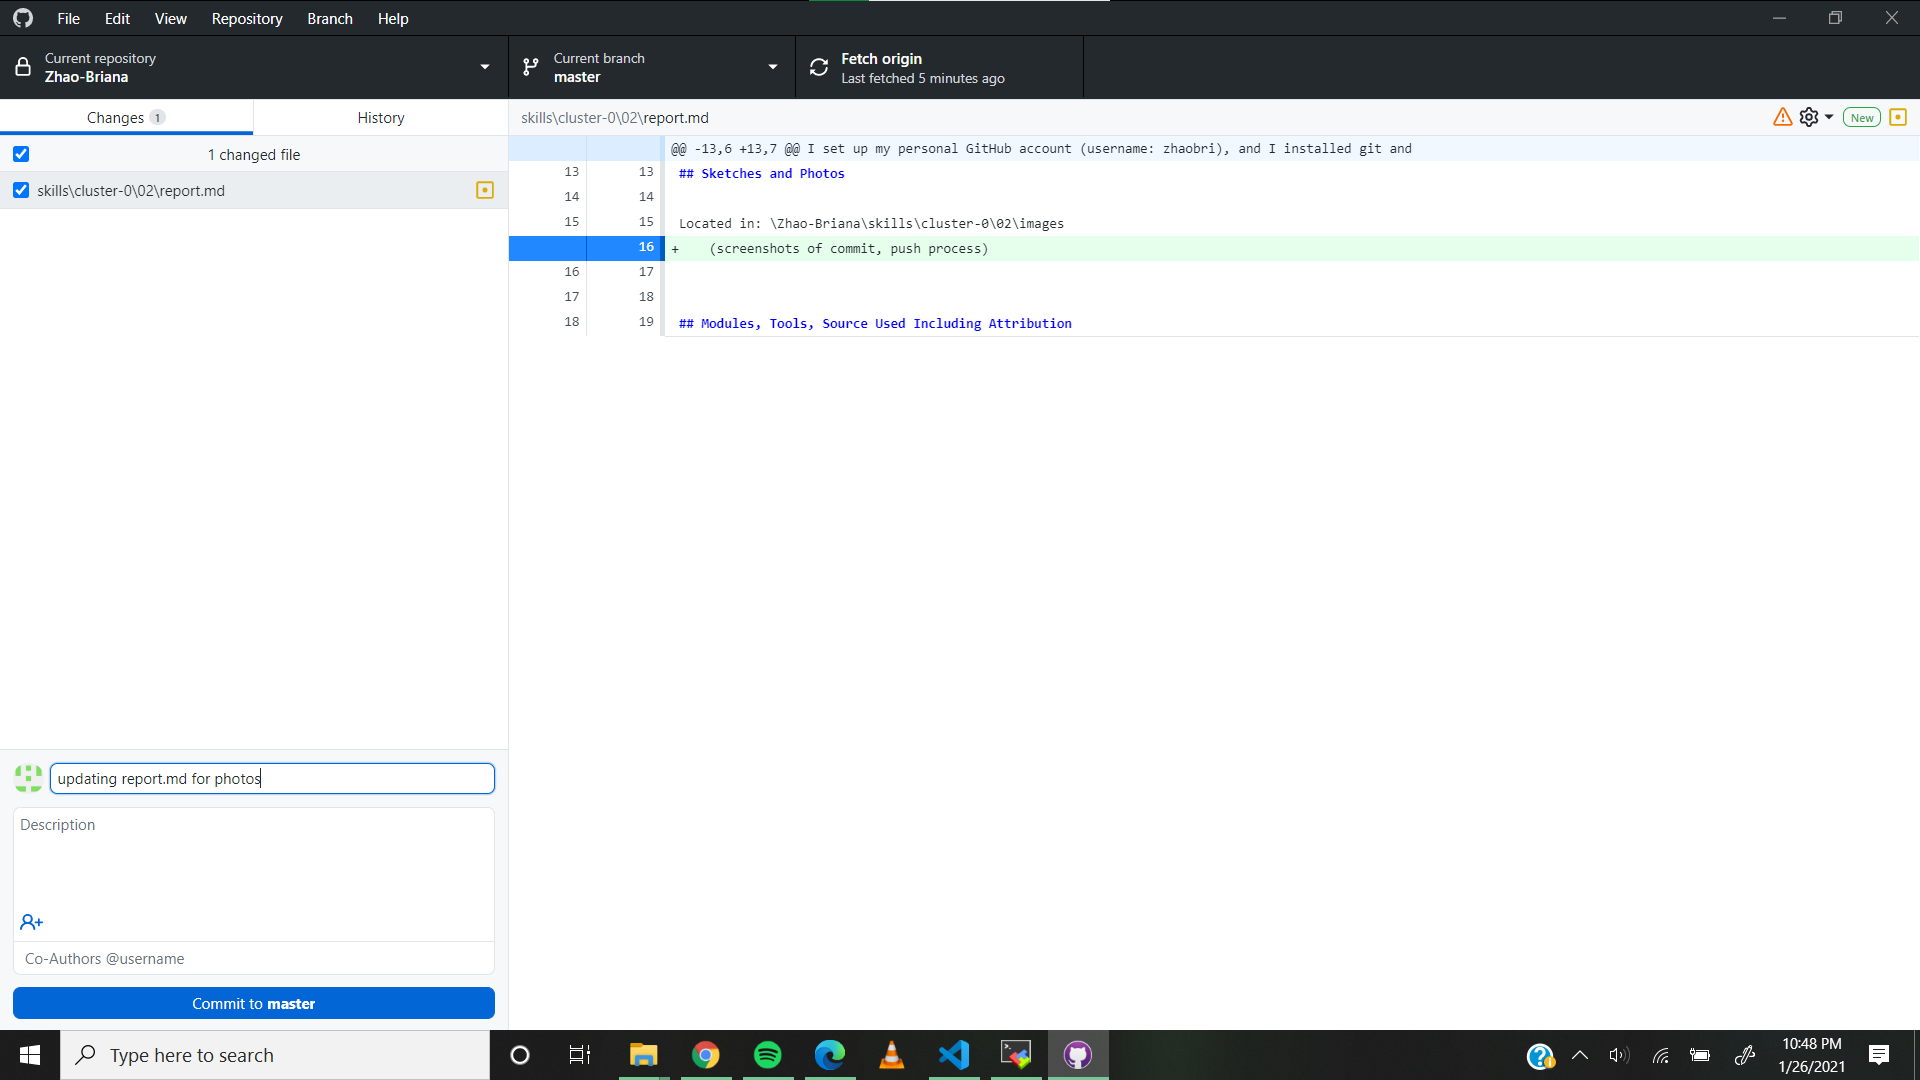 File Edit View Repository Branch Help
Current repository
Zhao-Briana
Current branch
master
Fetch origin
Last fetched 5 minutes ago
Changes 1
History
skills\cluster-0\02\report.md
New
1 changed file
skills\cluster-0\02\report.md
@@ -13,6 +13,7 @@ I set up my personal GitHub account (username: zhaobri), and I installed git and
13 13 ## Sketches and Photos
14 14
15 15 Located in: \Zhao-Briana\skills\cluster-0\02\images
16 + (screenshots of commit, push process)
16 17
17 18
18 19 ## Modules, Tools, Source Used Including Attribution
updating report.md for photos
Description
Co-Authors @username
Commit to master
Type here to search
10:48 PM
1/26/2021